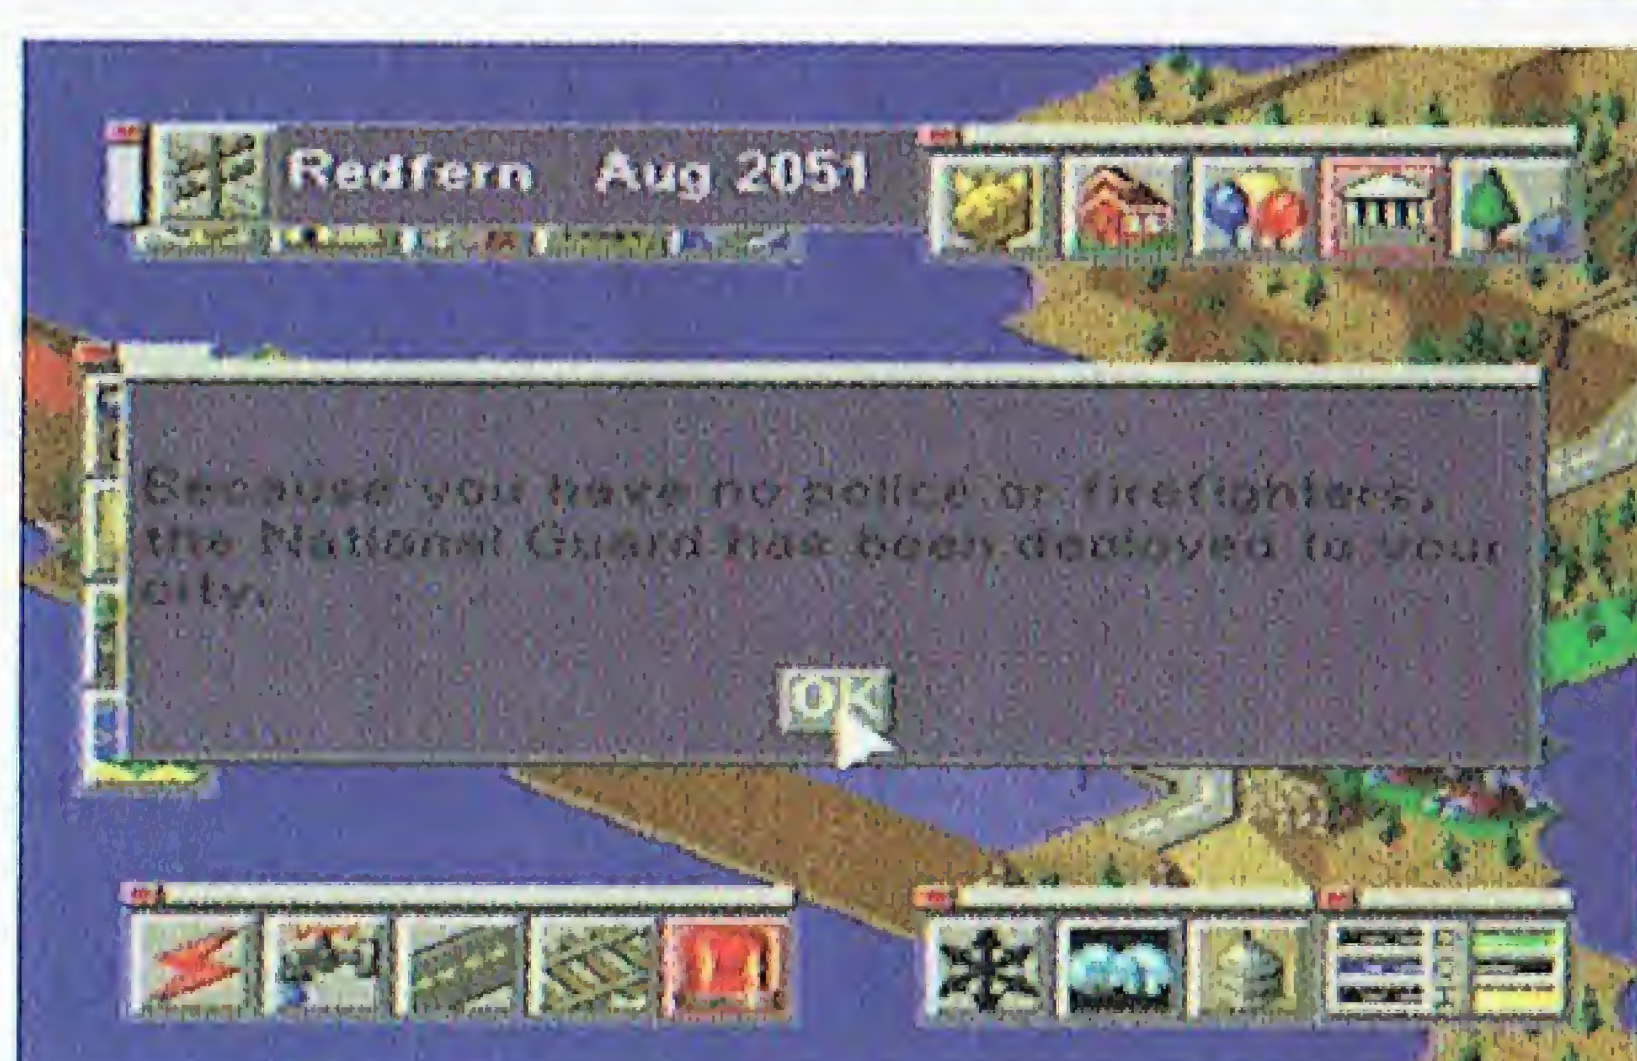 Redfern Aug 2051
Because you have no police or firefighters,
the National Guard has been deployed to your
city.
OK